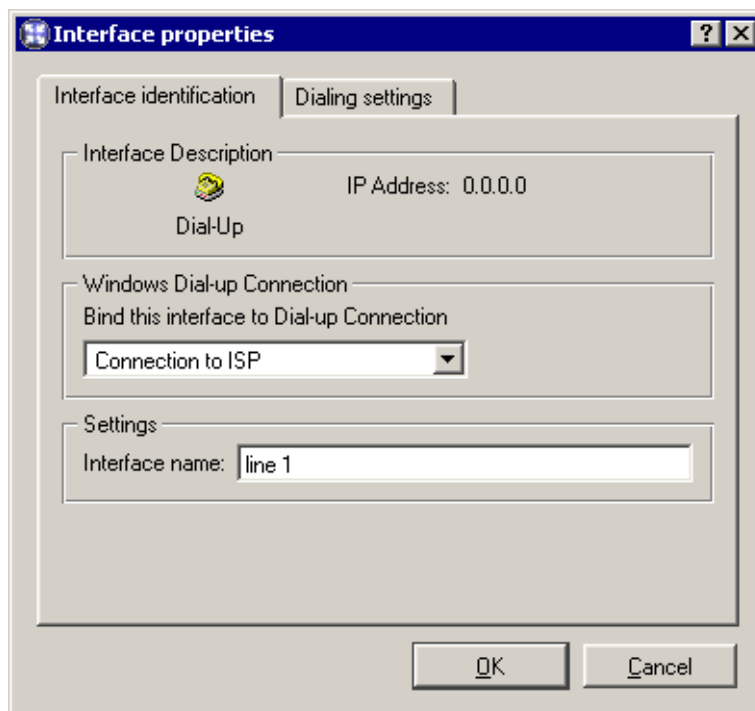 Interface properties
Interface identification
Dialing settings
Interface Description
IP Address: 0.0.0.0
Dial-Up
Windows Dial-up Connection
Bind this interface to Dial-up Connection
Connection to ISP
Settings
Interface name: line 1
OK
Cancel